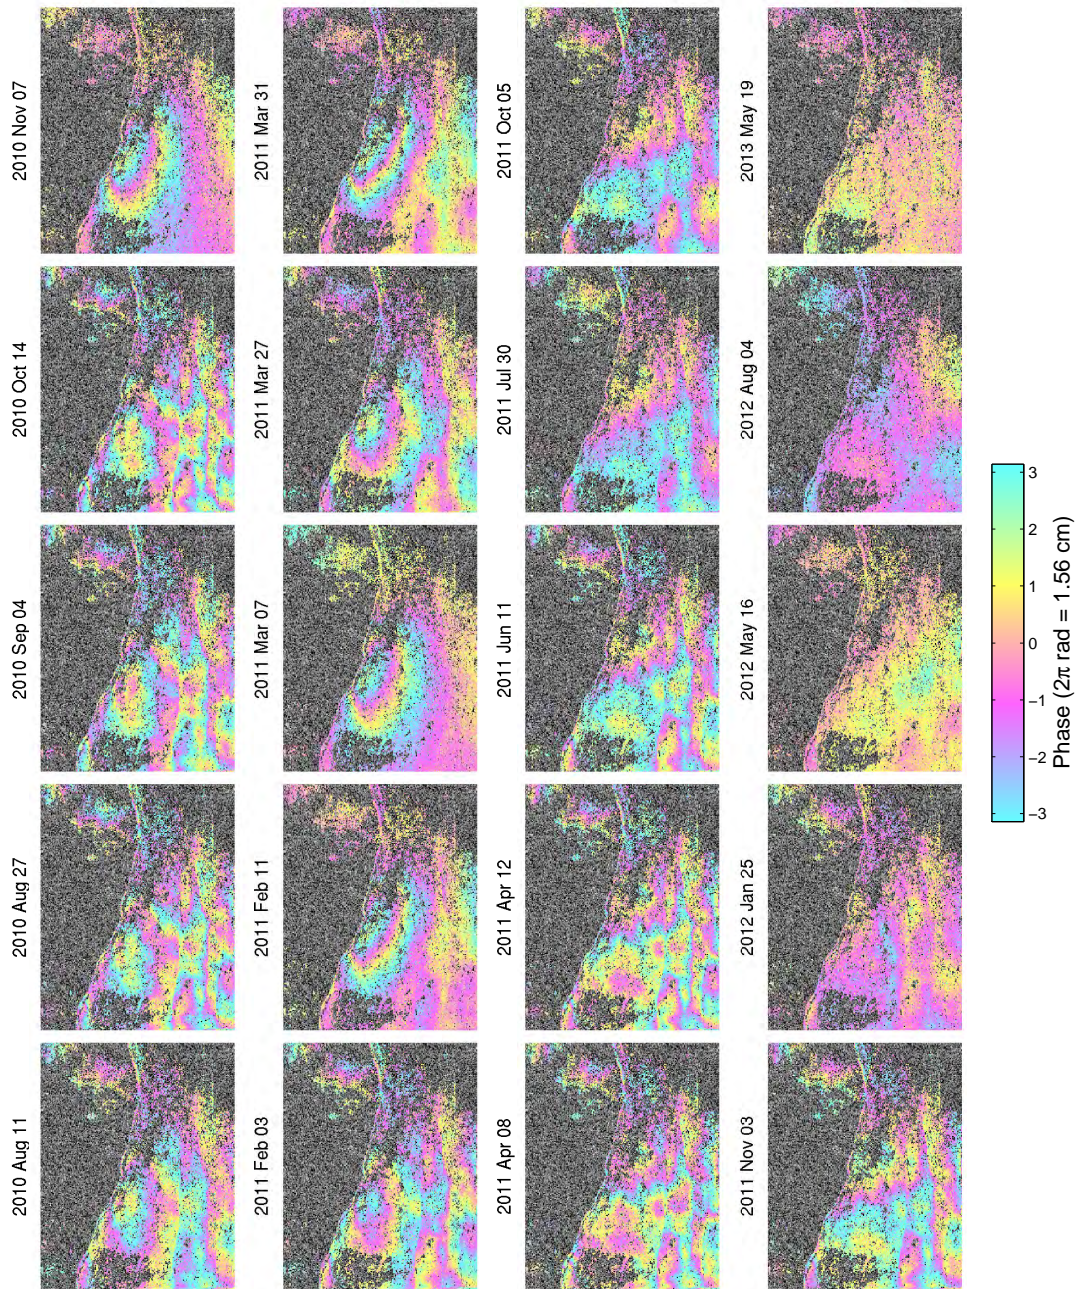 2010 Nov 07
2011 Mar 31
2011 Oct 05
2013 May 19
2010 Oct 14
2011 Mar 27
2011 Jul 30
2012 Aug 04
2010 Sep 04
2011 Mar 07
2011 Jun 11
2012 May 16
2010 Aug 27
2011 Feb 11
2011 Apr 12
2012 Jan 25
2010 Aug 11
2011 Feb 03
2011 Apr 08
2011 Nov 03
3
2
1
0
−1
−2
−3
Phase (2π rad = 1.56 cm)